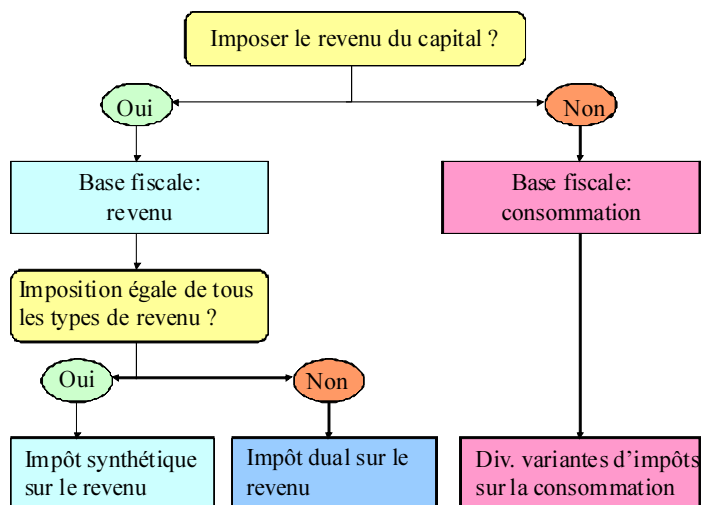 Imposer le revenu du capital ?
Oui
Non
Base fiscale:
revenu
Base fiscale:
consommation
Imposition égale de tous
les types de revenu ?
Oui
Non
Impôt synthétique
sur le revenu
Impôt dual sur le
revenu
Div. variantes d'impôts
sur la consommation